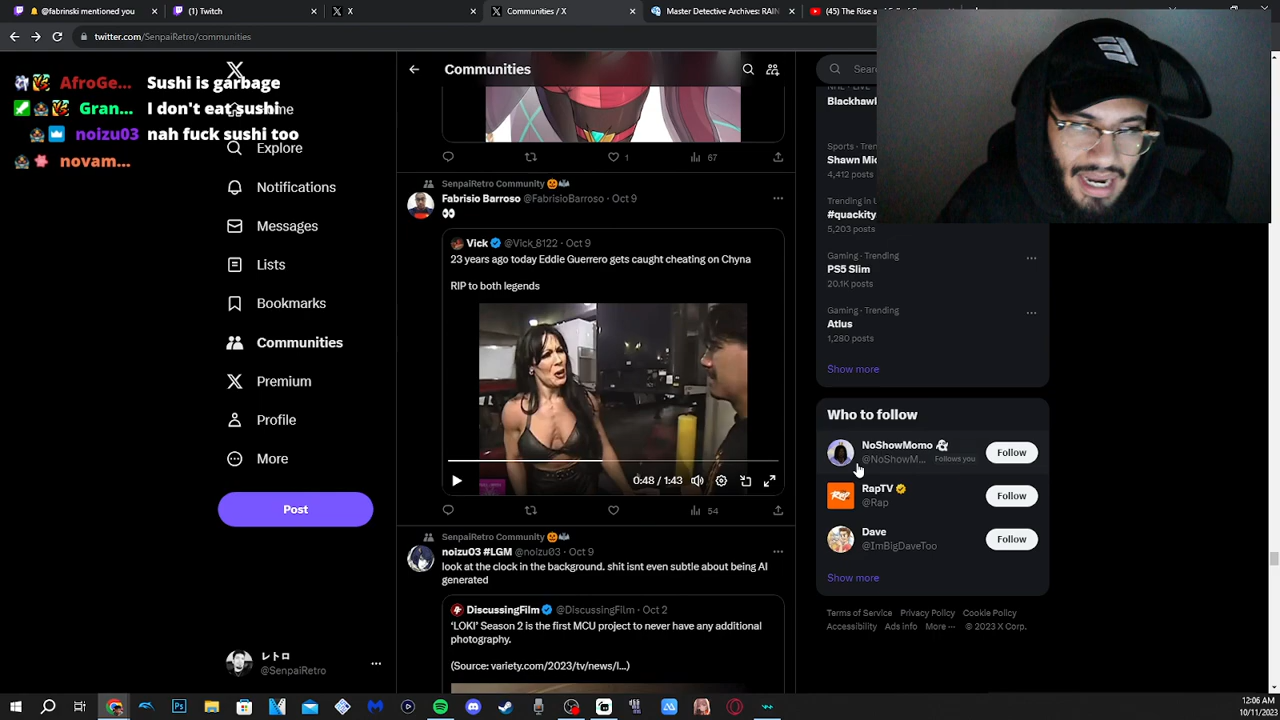 @fabrinski mentioned you
(1) Twitch
X
Communities / X
Master Detective Archives: RAIN
(45) The Rise a
twitter.com/SenpaiRetro/communities
AfroGe... Sushi is garbage
Gran... I don't eat sushi
noizu03 nah fuck sushi too
novam...
Explore
Notifications
Messages
Lists
Bookmarks
Communities
Premium
Profile
More
Post
レトロ
@SenpaiRetro
Communities
1
67
SenpaiRetro Community 🎃🦇
Fabrisio Barroso @FabrisioBarroso · Oct 9
👀
Vick @Vick_8122 · Oct 9
23 years ago today Eddie Guerrero gets caught cheating on Chyna
RIP to both legends
0:48 / 1:43
54
SenpaiRetro Community 🎃🦇
noizu03 #LGM @noizu03 · Oct 9
look at the clock in the background. shit isnt even subtle about being AI
generated
DiscussingFilm @DiscussingFilm · Oct 2
'LOKI' Season 2 is the first MCU project to never have any additional
photography.
(Source: variety.com/2023/tv/news/l...)
Sear
Blackhawl
Sports · Tren
Shawn Mic
4,412 posts
Trending in U
#quackity
5,203 posts
Gaming · Trending
PS5 Slim
20.1K posts
Gaming · Trending
Atlus
1,280 posts
Show more
Who to follow
NoShowMomo 👻
@NoShowM... Follows you
Follow
RapTV
@Rap
Follow
Dave
@ImBigDaveToo
Follow
Show more
Terms of Service Privacy Policy Cookie Policy
Accessibility Ads info More ··· © 2023 X Corp.
12:06 AM
10/11/2023